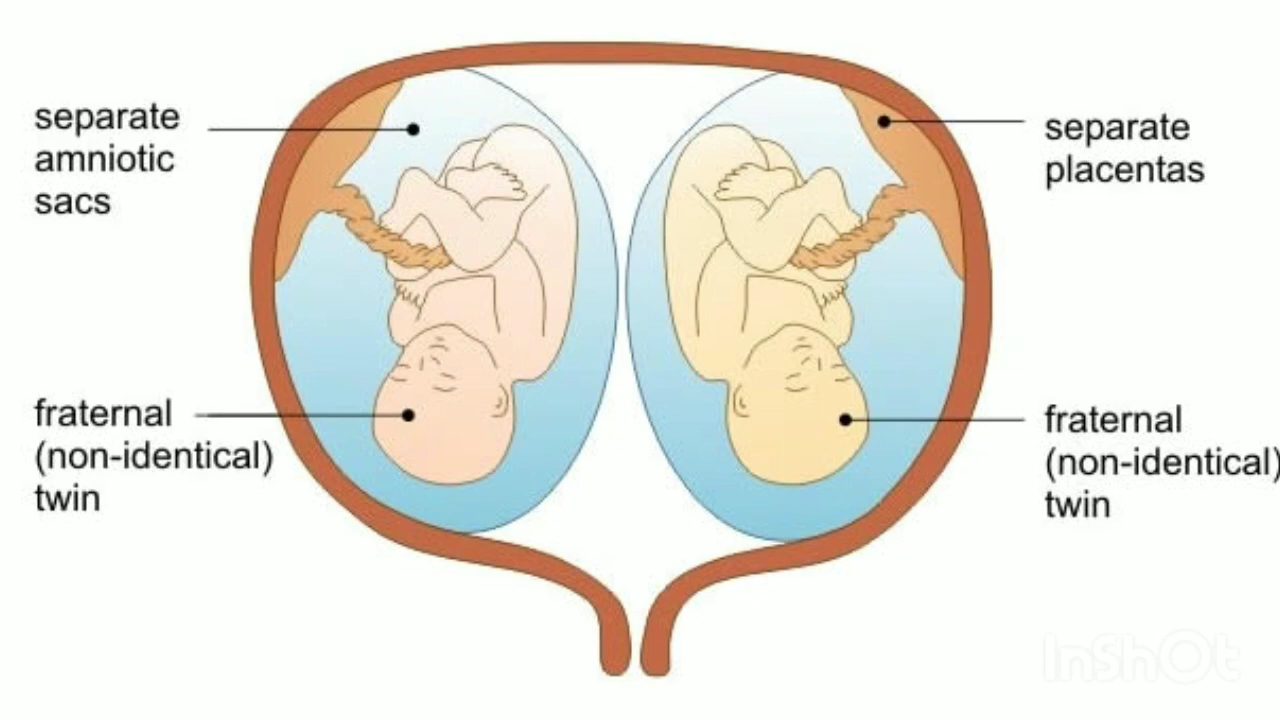 separate
amniotic
sacs
separate
placentas
fraternal
(non-identical)
twin
fraternal
(non-identical)
twin
InShOt